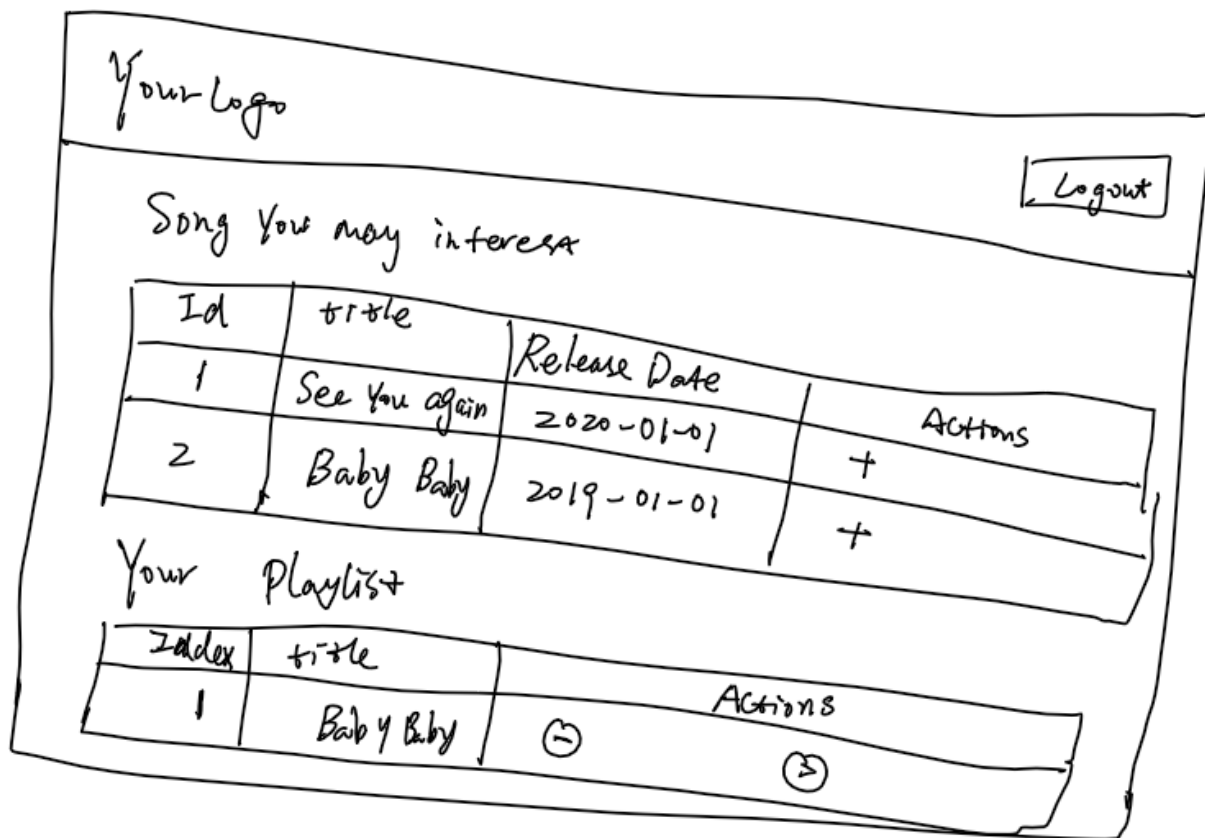 Your Logo
Logout
Song You may interest
Id title Release Date Actions
1 See You again 2020-01-01 +
2 Baby Baby 2019-01-01 +
Your Playlist
Index title Actions
1 Baby Baby - >